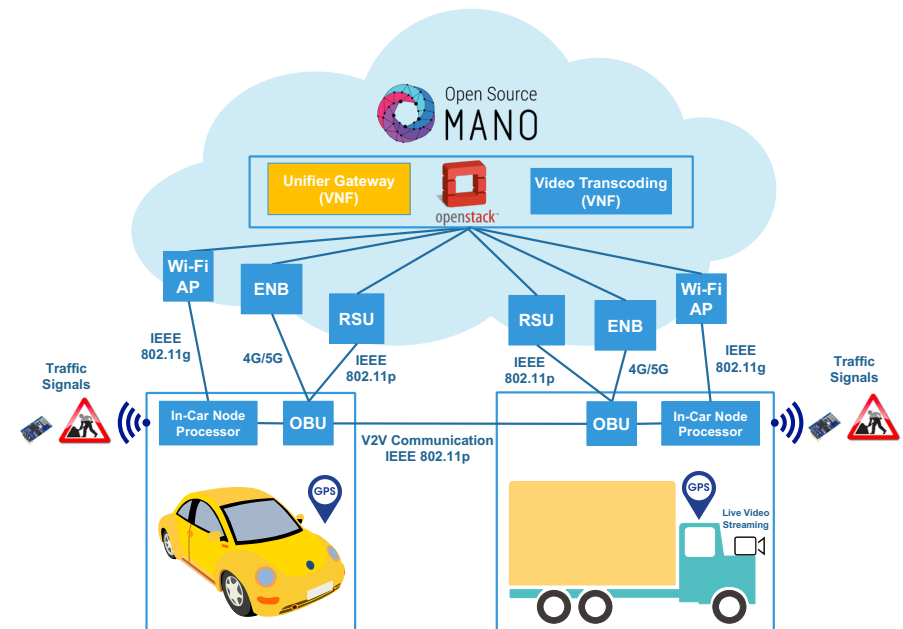 Open Source
MANO
Unifier Gateway
(VNF)
openstack
Video Transcoding
(VNF)
Wi-Fi
AP
ENB
RSU
RSU
ENB
Wi-Fi
AP
IEEE
802.11g
4G/5G
IEEE
802.11p
IEEE
802.11p
4G/5G
IEEE
802.11g
Traffic
Signals
Traffic
Signals
In-Car Node
Processor
OBU
V2V Communication
IEEE 802.11p
OBU
In-Car Node
Processor
GPS
GPS
Live Video
Streaming